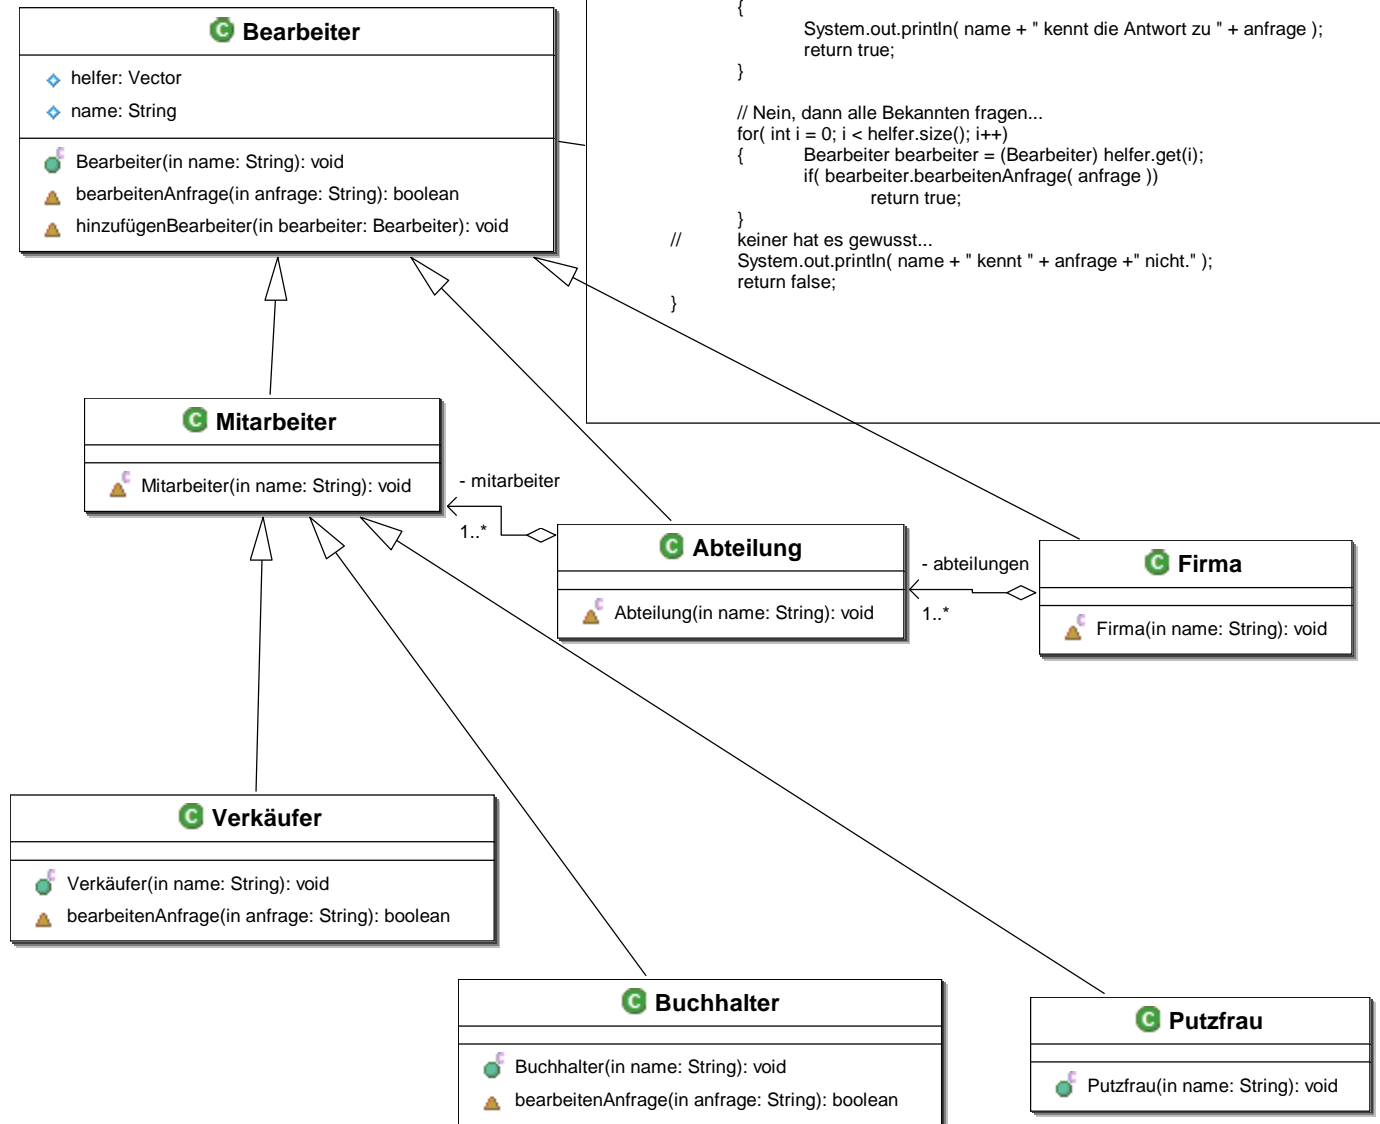 Bearbeiter
helfer: Vector
name: String
Bearbeiter(in name: String): void
bearbeitenAnfrage(in anfrage: String): boolean
hinzufügenBearbeiter(in bearbeiter: Bearbeiter): void
{
System.out.println( name + " kennt die Antwort zu " + anfrage );
return true;
}
// Nein, dann alle Bekannten fragen...
for( int i = 0; i < helfer.size(); i++)
{ Bearbeiter bearbeiter = (Bearbeiter) helfer.get(i);
if( bearbeiter.bearbeitenAnfrage( anfrage ))
return true;
}
// keiner hat es gewusst...
System.out.println( name + " kennt " + anfrage +" nicht." );
return false;
}
Mitarbeiter
Mitarbeiter(in name: String): void
- mitarbeiter
1..*
Abteilung
Abteilung(in name: String): void
- abteilungen
1..*
Firma
Firma(in name: String): void
Verkäufer
Verkäufer(in name: String): void
bearbeitenAnfrage(in anfrage: String): boolean
Buchhalter
Buchhalter(in name: String): void
bearbeitenAnfrage(in anfrage: String): boolean
Putzfrau
Putzfrau(in name: String): void